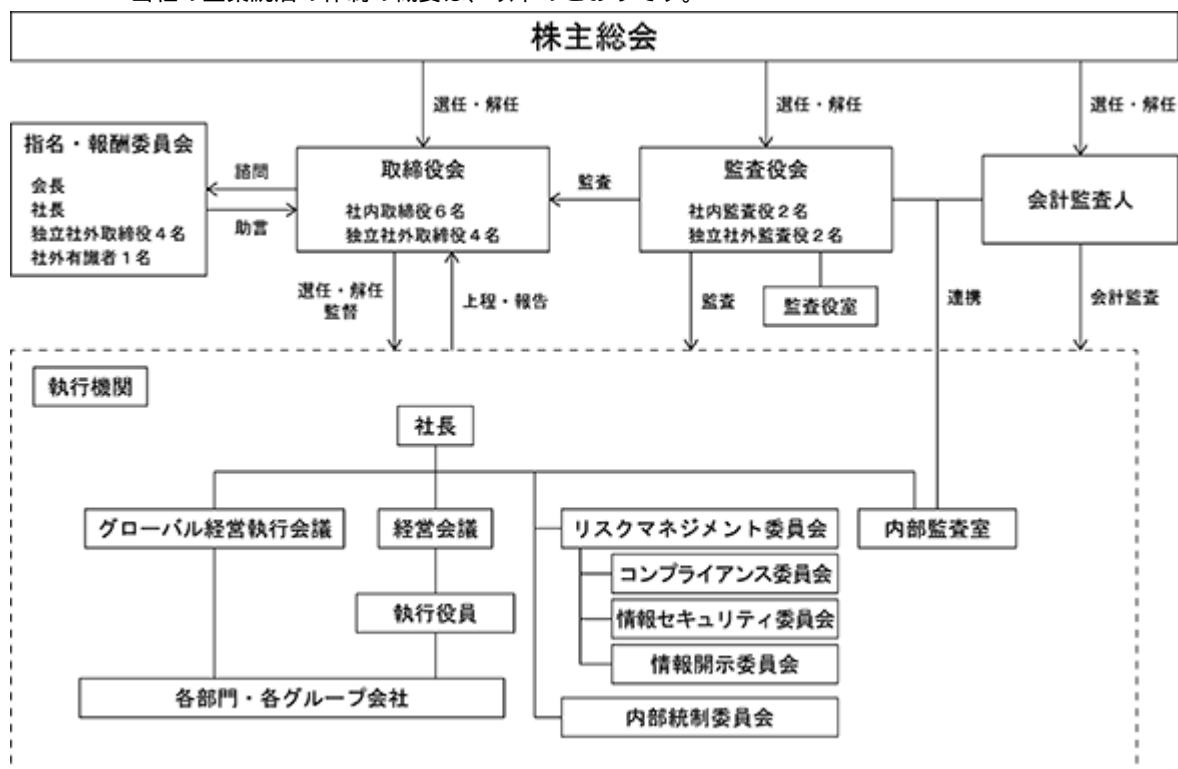 株主総会
選任・解任
選任・解任
選任・解任
指名・報酬委員会
会長
社長
独立社外取締役4名
社外有識者1名
諮問
助言
取締役会
社内取締役6名
独立社外取締役4名
監査
監査役会
社内監査役2名
独立社外監査役2名
会計監査人
選任・解任
監督
上程・報告
監査
監査役室
連携
会計監査
執行機関
社長
グローバル経営執行会議
経営会議
リスクマネジメント委員会
内部監査室
コンプライアンス委員会
執行役員
情報セキュリティ委員会
情報開示委員会
各部門・各グループ会社
内部統制委員会